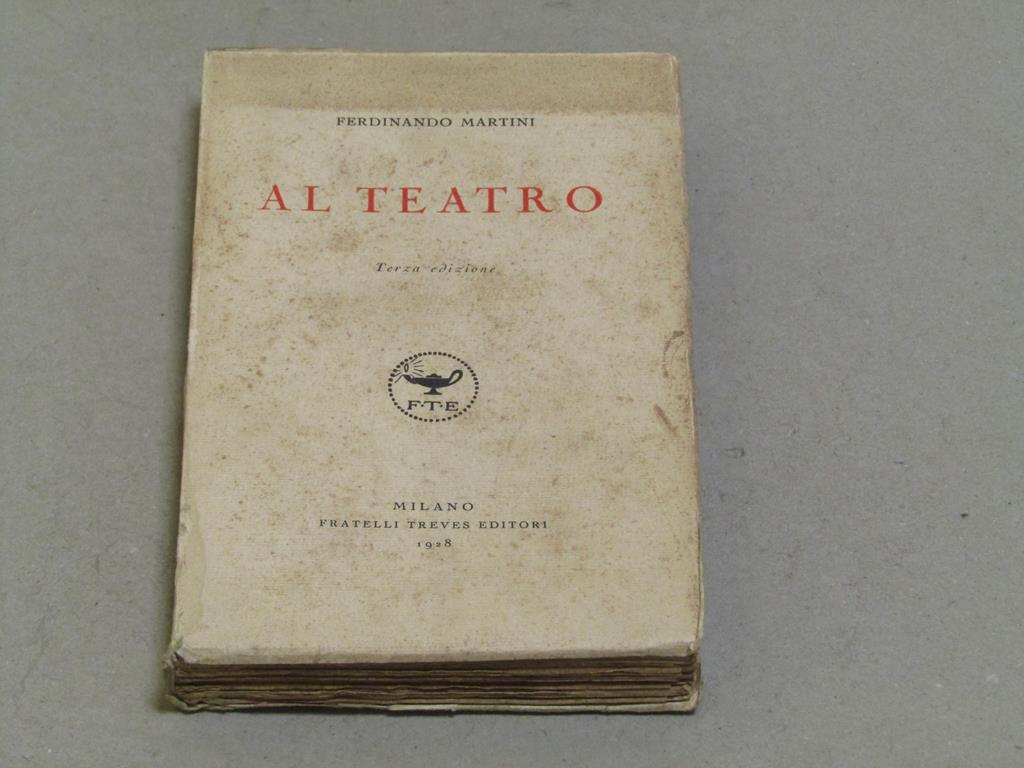 FERDINANDO MARTINI
AL TEATRO
Terza edizione
F·T·E
MILANO
FRATELLI TREVES EDITORI
1928